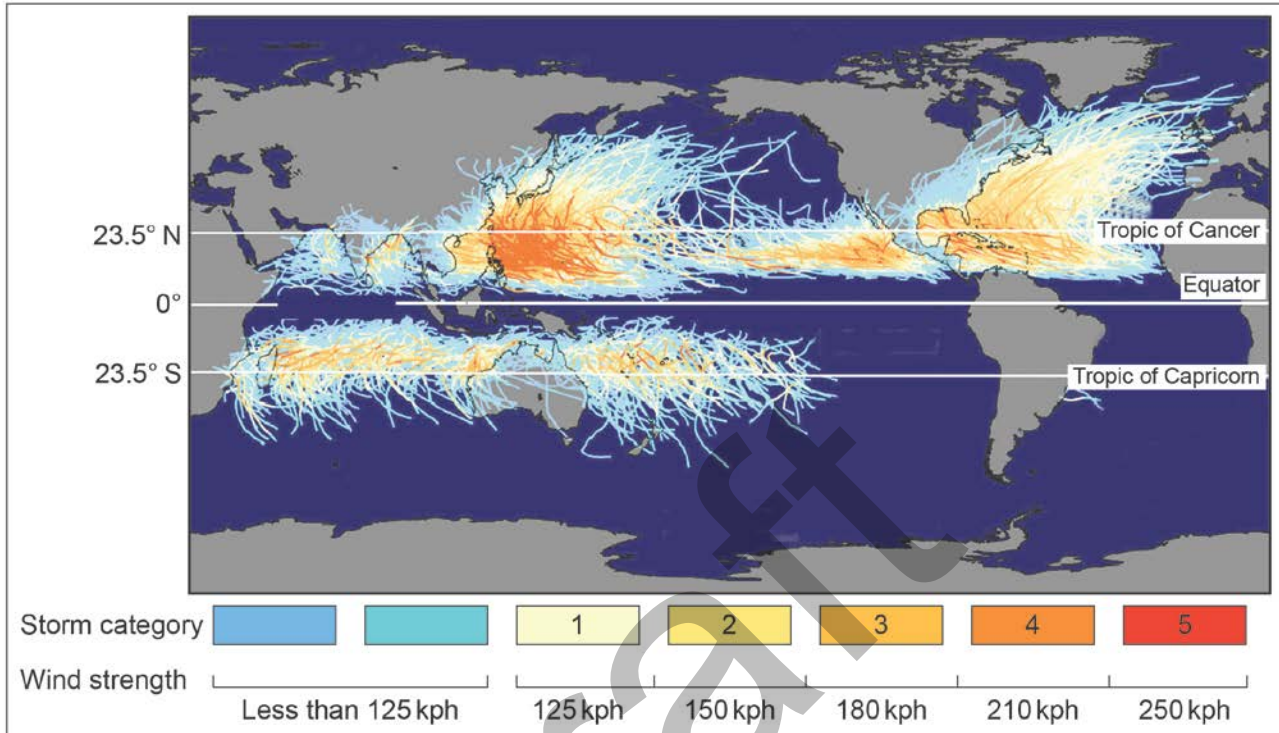 23.5° N
Tropic of Cancer
Equator
0°
23.5° S
Tropic of Capricorn
Storm category
1 2 3 4 5
Wind strength
Less than 125 kph 125 kph 150 kph 180 kph 210 kph 250 kph